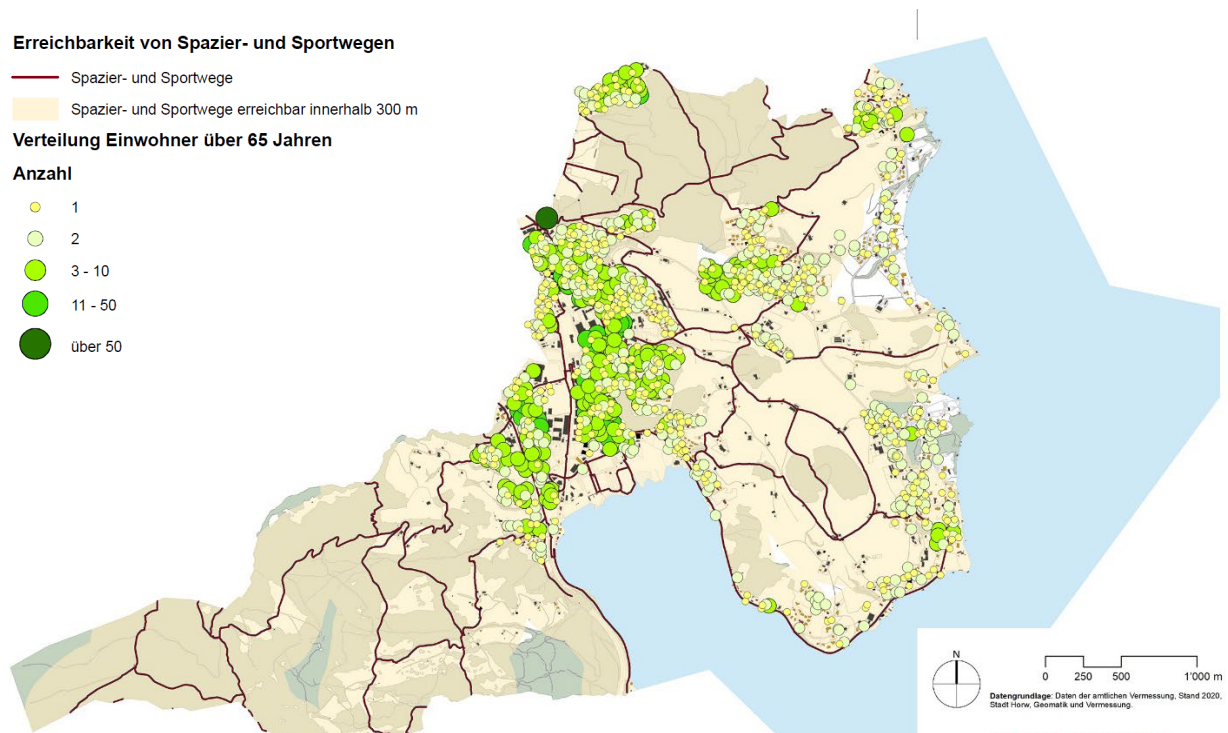 Erreichbarkeit von Spazier- und Sportwegen
Spazier- und Sportwege
Spazier- und Sportwege erreichbar innerhalb 300 m
Verteilung Einwohner über 65 Jahren
Anzahl
1
2
3 - 10
11 - 50
über 50
N
0 250 500 1'000 m
Datengrundlage: Daten der amtlichen Vermessung, Stand 2020,
Stadt Horw, Geomatik und Vermessung.